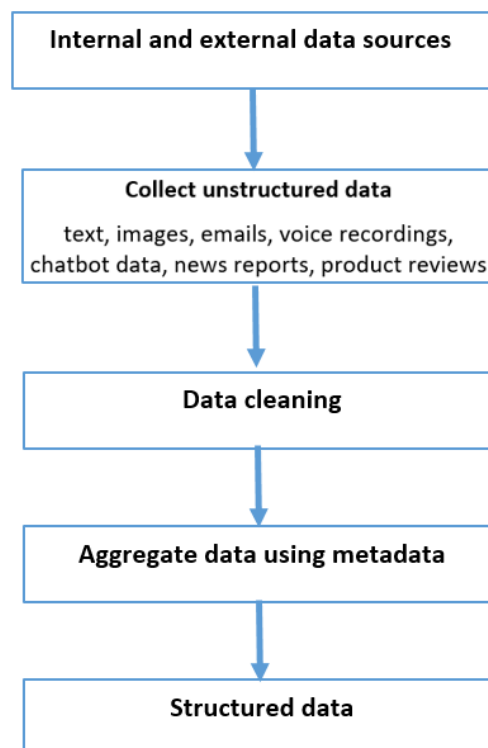 Internal and external data sources
Collect unstructured data
text, images, emails, voice recordings,
chatbot data, news reports, product reviews
Data cleaning
Aggregate data using metadata
Structured data